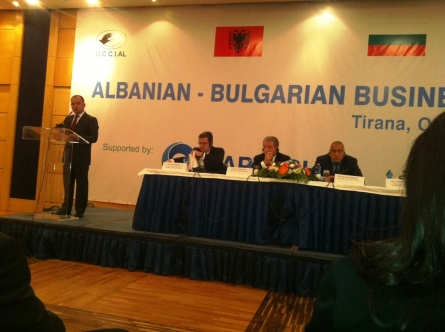 U.C.C.I.AL
ALBANIAN - BULGARIAN BUSINE
Tirana, O
Supported by: